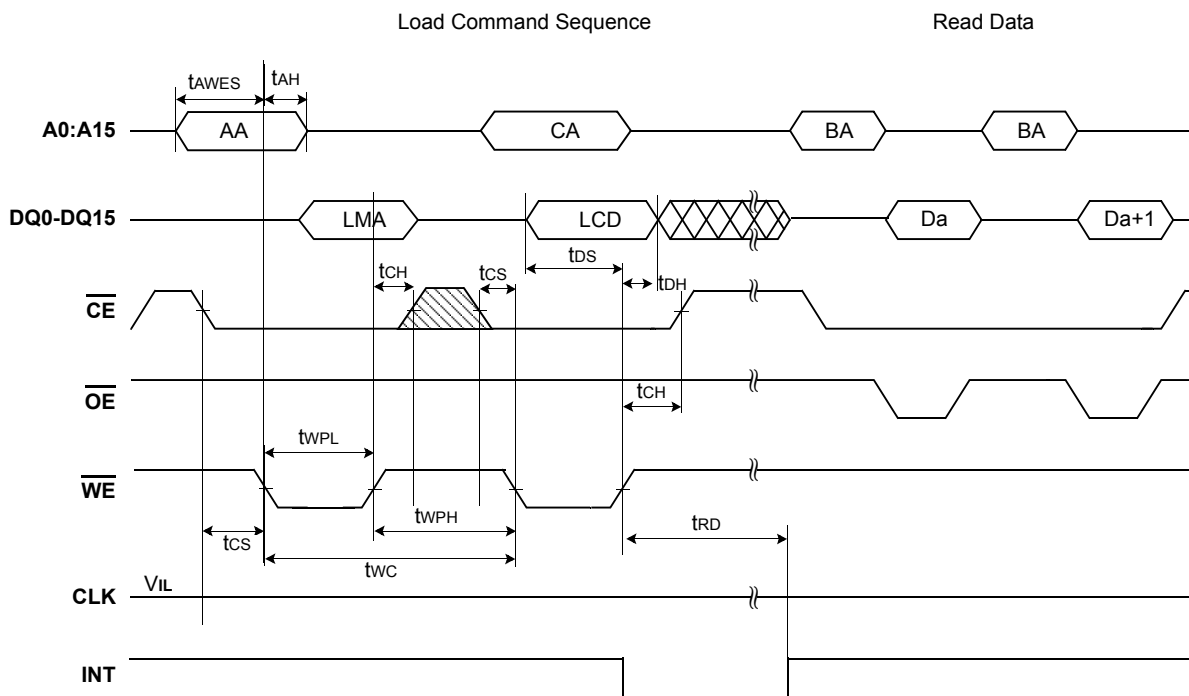 Load Command Sequence Read Data
tAWES tAH
A0:A15 AA CA BA BA
DQ0-DQ15 LMA LCD Da Da+1
tCH tCS tDS tDH
CE
OE
tCH
tWPL
WE
tWPH tRD
tCS
tWC
VIL
CLK
INT